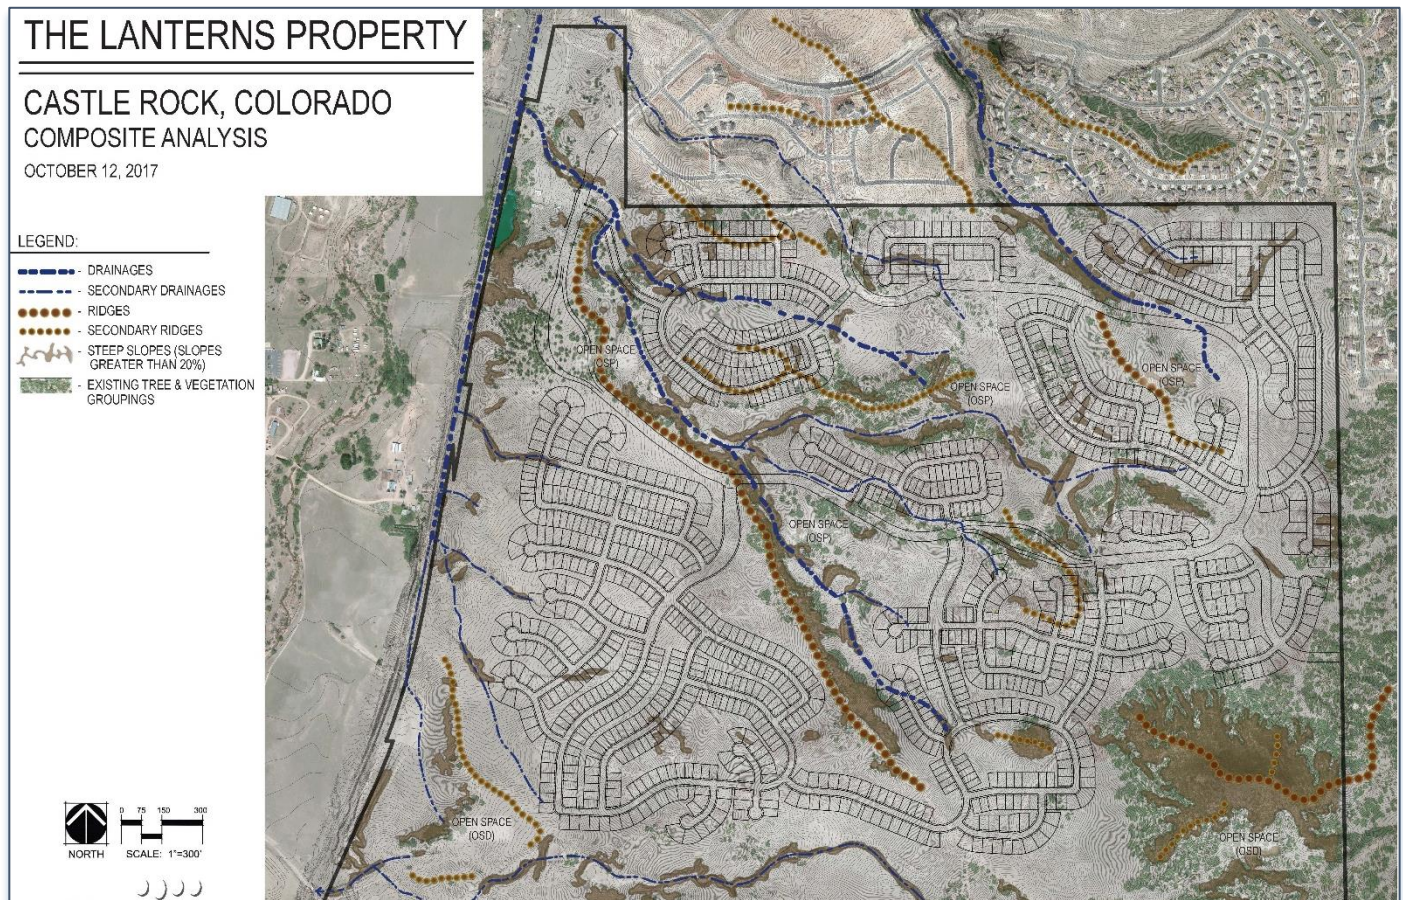 THE LANTERNS PROPERTY
CASTLE ROCK, COLORADO
COMPOSITE ANALYSIS
OCTOBER 12, 2017
LEGEND:
- DRAINAGES
- SECONDARY DRAINAGES
- RIDGES
- SECONDARY RIDGES
- STEEP SLOPES (SLOPES
GREATER THAN 20%)
- EXISTING TREE & VEGETATION
GROUPINGS
OPEN SPACE
(OSP)
OPEN SPACE
(OSP)
OPEN SPACE
(OSP)
OPEN SPACE
(OSP)
OPEN SPACE
(OSD)
OPEN SPACE
(OSD)
0 75 150 300
NORTH SCALE: 1"=300'